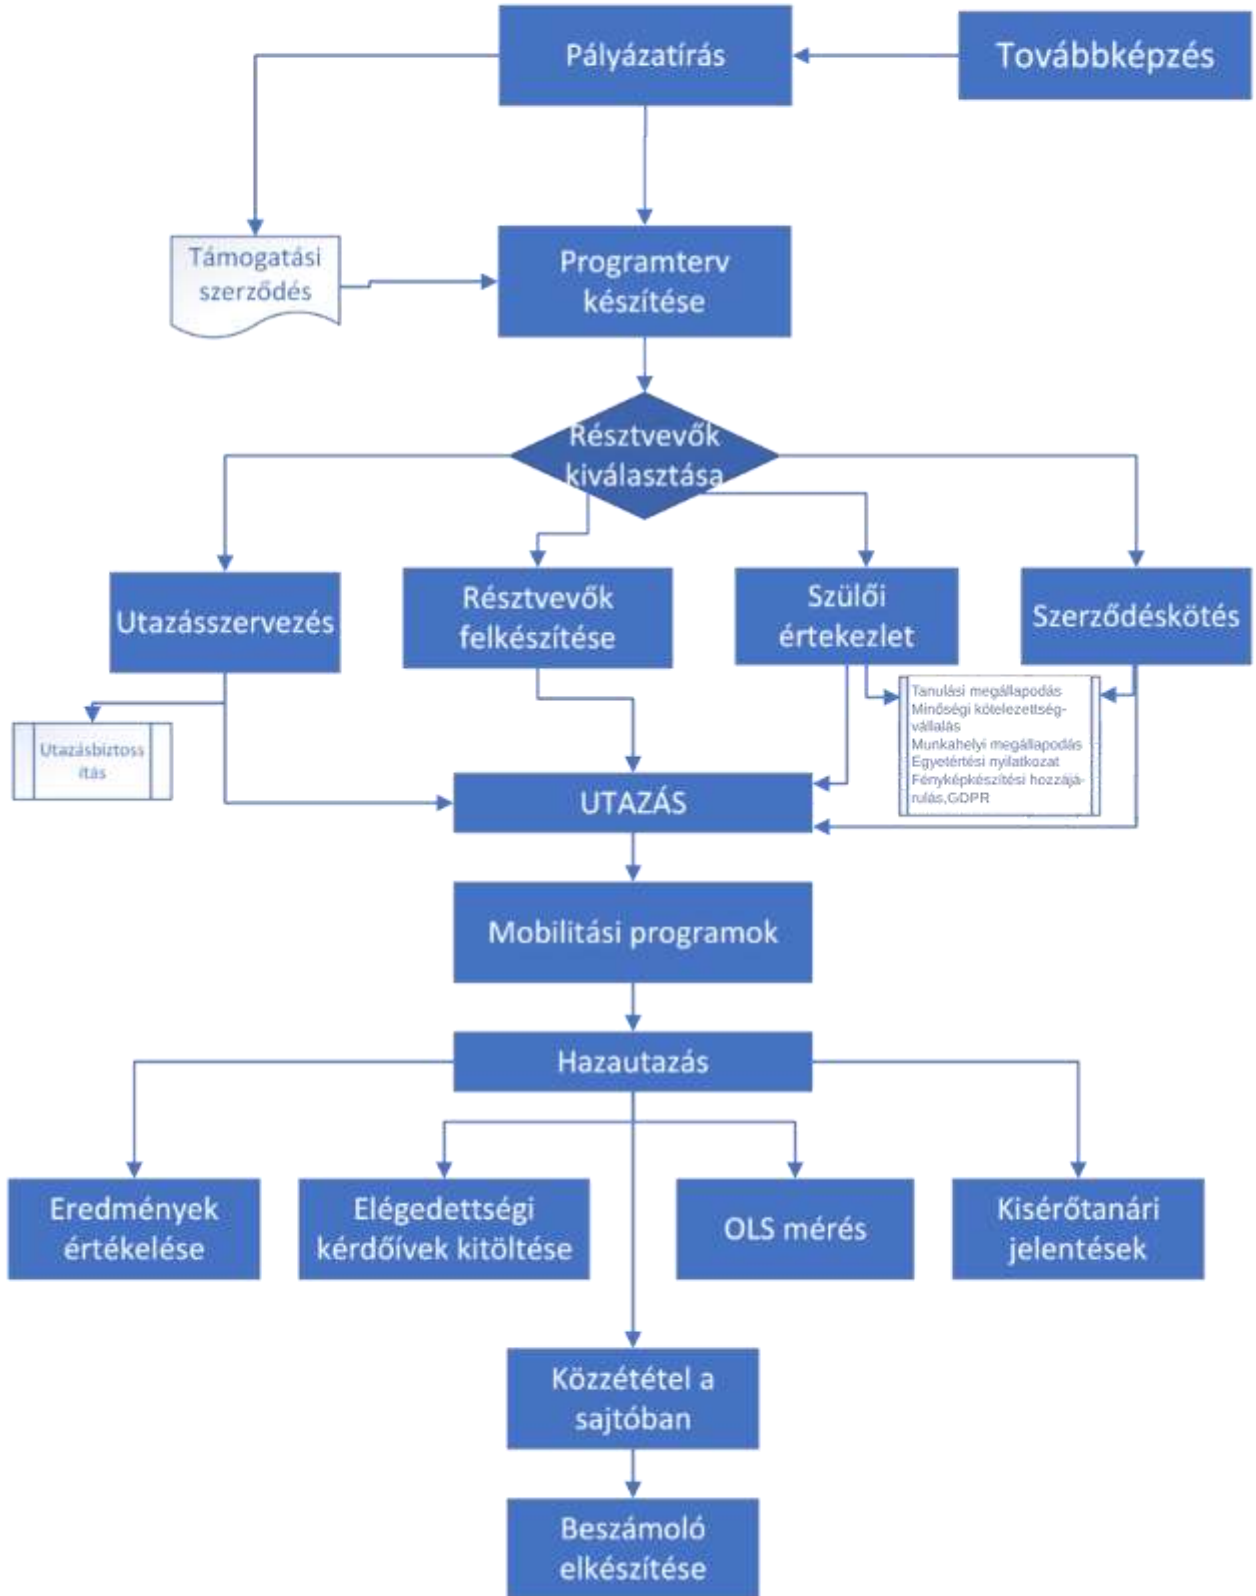 Pályázatírás
Továbbképzés
Támogatási
szerződés
Programterv
készítése
Résztvevők
kiválasztása
Utazásszervezés
Résztvevők
felkészítése
Szülői
értekezlet
Szerződéskötés
Utazásbiztoss
ítás
Tanulási megállapodás
Minőségi kötelezettség-
vállalás
Munkahelyi megállapodás
Egyetértési nyilatkozat
Fényképkészítési hozzájá-
rulás,GDPR
UTAZÁS
Mobilitási programok
Hazautazás
Eredmények
értékelése
Elégedettségi
kérdőívek kitöltése
OLS mérés
Kisérőtanári
jelentések
Közzététel a
sajtóban
Beszámoló
elkészítése